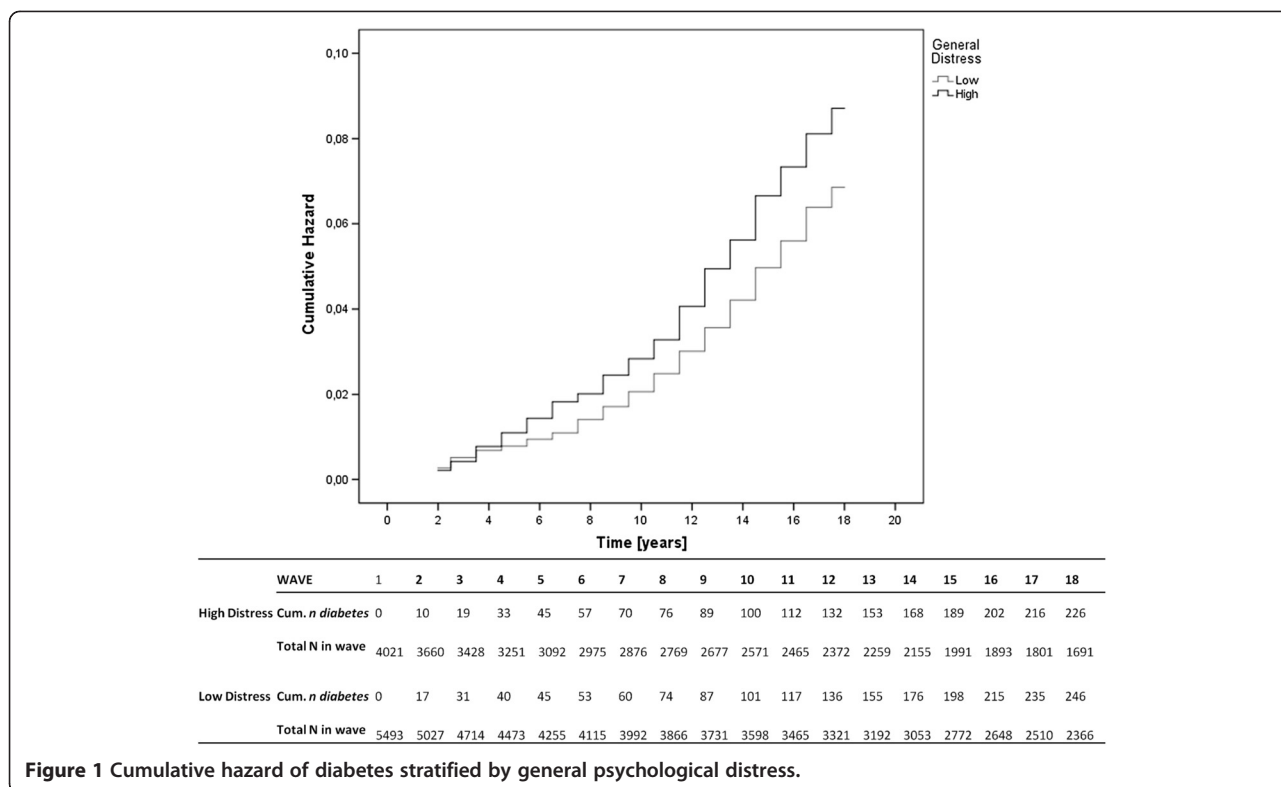 General
Distress
Low
High
0,10
0,08
0,06
0,04
0,02
0,00
Cumulative Hazard
0 2 4 6 8 10 12 14 16 18 20
Time [years]
WAVE 1 2 3 4 5 6 7 8 9 10 11 12 13 14 15 16 17 18
High Distress Cum. n diabetes 0 10 19 33 45 57 70 76 89 100 112 132 153 168 189 202 216 226
Total N in wave 4021 3660 3428 3251 3092 2975 2876 2769 2677 2571 2465 2372 2259 2155 1991 1893 1801 1691
Low Distress Cum. n diabetes 0 17 31 40 45 53 60 74 87 101 117 136 155 176 198 215 235 246
Total N in wave 5493 5027 4714 4473 4255 4115 3992 3866 3731 3598 3465 3321 3192 3053 2772 2648 2510 2366
Figure 1 Cumulative hazard of diabetes stratified by general psychological distress.